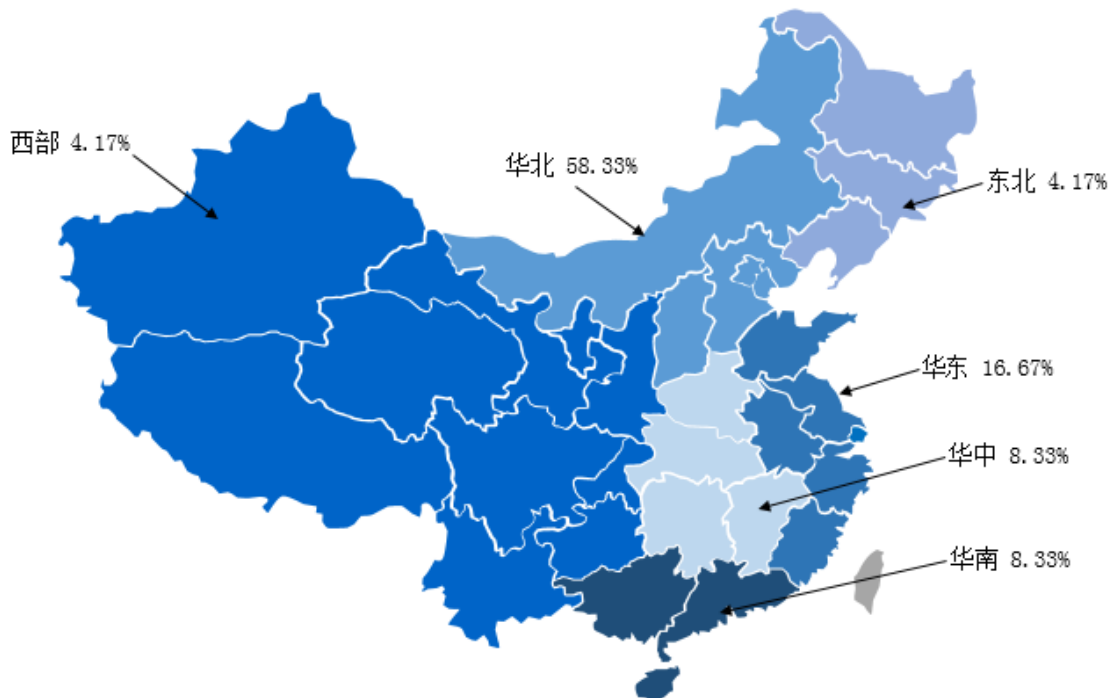 西部 4.17%
华北 58.33%
东北 4.17%
华东 16.67%
华中 8.33%
华南 8.33%